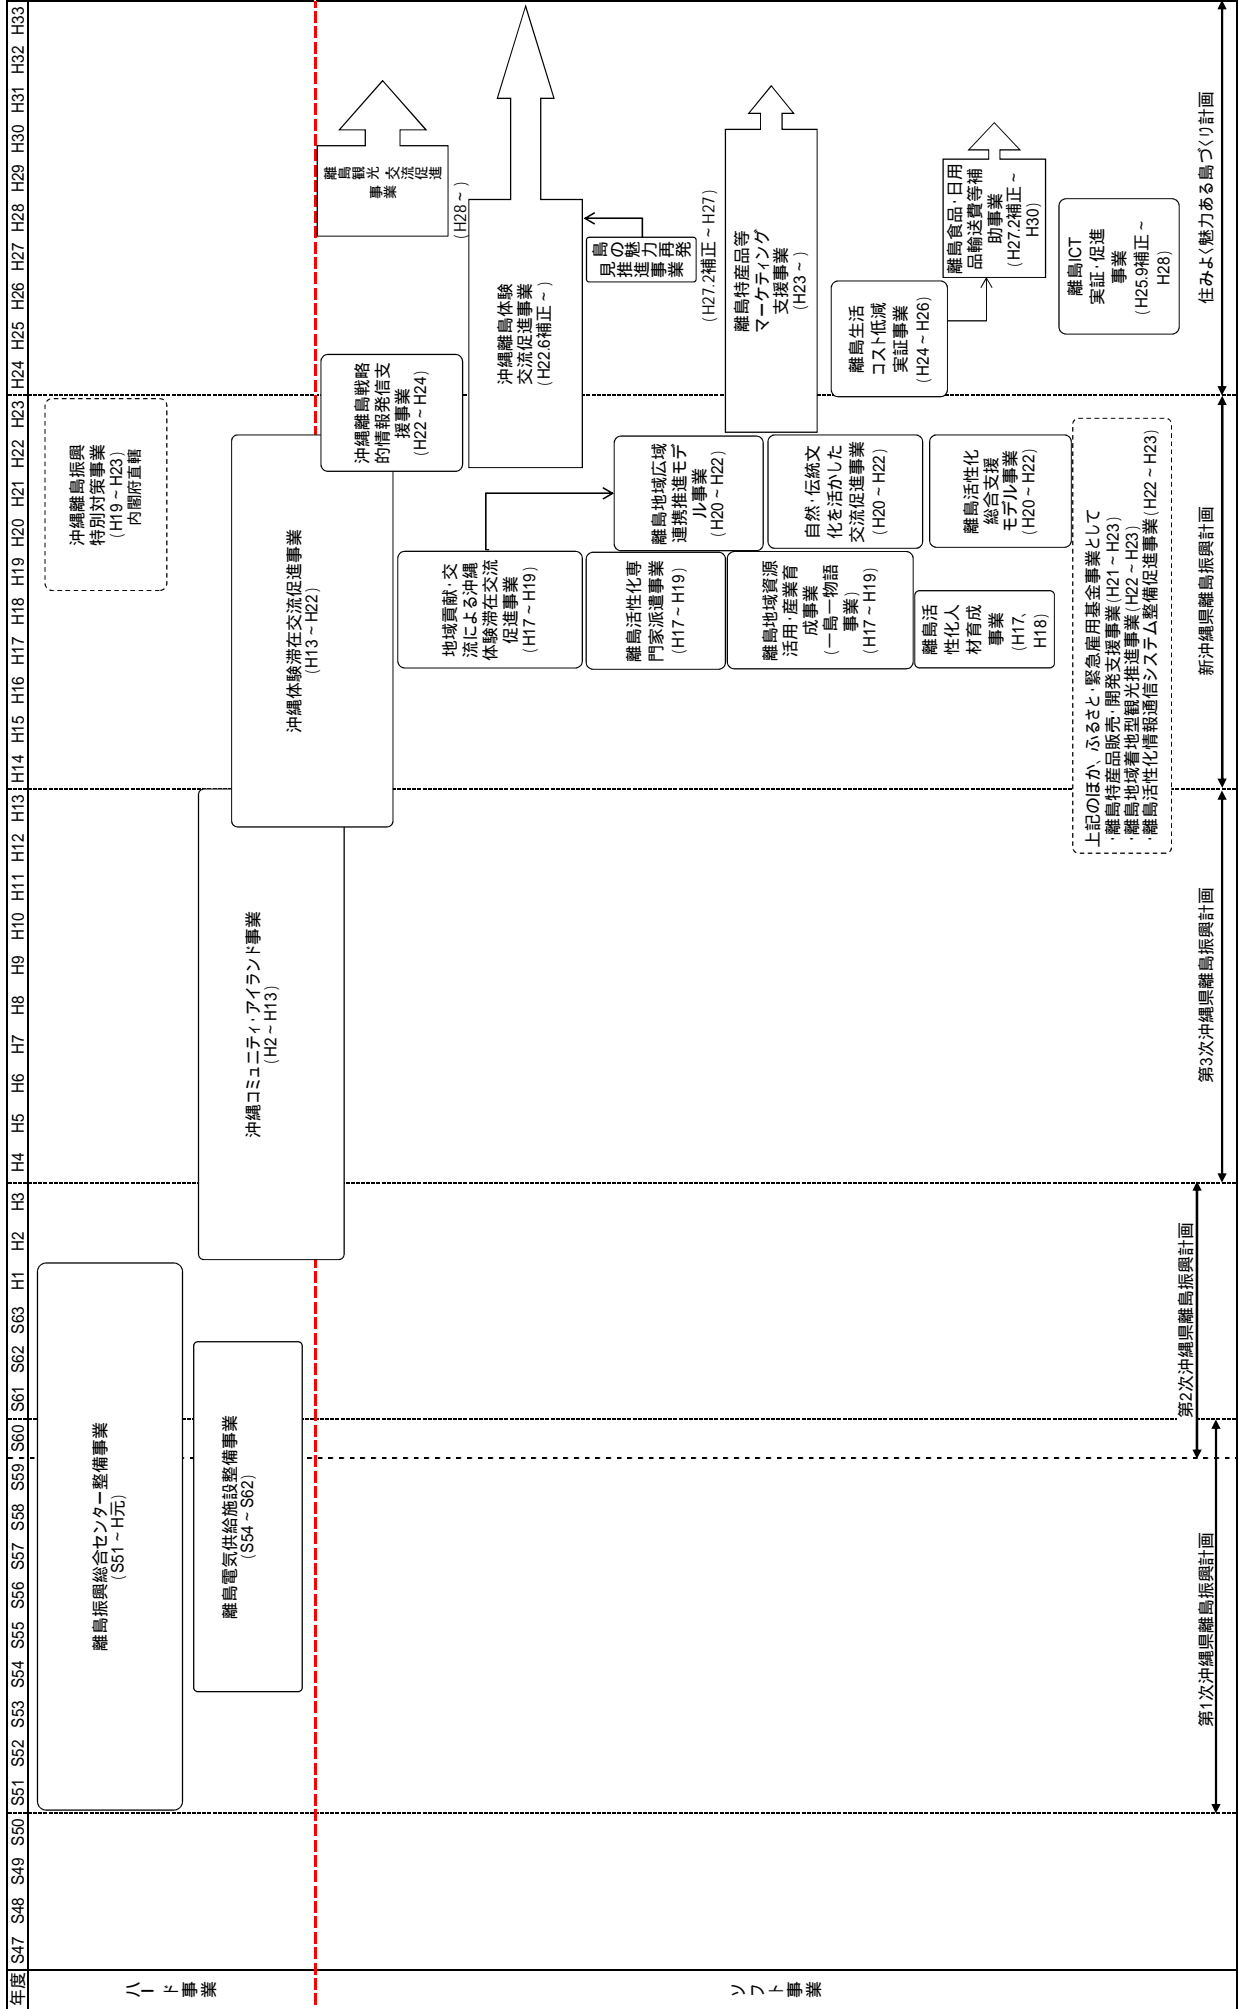 年度 S47 S48 S49 S50 S51 S52 S53 S54 S55 S56 S57 S58 S59 S60 S61 S62 S63 H1 H2 H3 H4 H5 H6 H7 H8 H9 H10 H11 H12 H13 H14 H15 H16 H17 H18 H19 H20 H21 H22 H23 H24 H25 H26 H27 H28 H29 H30 H31 H32 H33
ハード事業
離島振興総合センター整備事業
(S51～H元)
離島電気供給施設整備事業
(S54～S62)
沖縄コミュニティ・アイランド事業
(H2～H13)
沖縄体験滞在交流促進事業
(H13～H22)
沖縄離島振興
特別対策事業
(H19～H23)
内閣府直轄
ソフト事業
沖縄離島戦略
的情報発信支
援事業
(H22～H24)
離島観光交流促進
事業
(H28～)
地域貢献・交
流による沖縄
体験滞在交流
促進事業
(H17～H19)
沖縄離島体験
交流促進事業
(H22.6補正～)
離島活性化専
門家派遣事業
(H17～H19)
離島地域広域
連携推進モデ
ル事業
(H20～H22)
島の魅力再発
見推進事業
(H27.2補正～H27)
離島地域資源
活用・産業育
成事業
(一島一物語
事業)
(H17～H19)
自然・伝統文
化を活かした
交流促進事業
(H20～H22)
離島特産品等
マーケティング
支援事業
(H23～)
離島活
性化人
材育成
事業
(H17、
H18)
離島活性化
総合支援
モデル事業
(H20～H22)
離島生活
コスト低減
実証事業
(H24～H26)
離島食品・日用
品輸送費等補
助事業
(H27.2補正～
H30)
離島ICT
実証・促進
事業
(H25.9補正～
H28)
上記のほか、ふるさと・緊急雇用基金事業として
・離島特産品販売・開発支援事業(H21～H23)
・離島地域着地型観光推進事業(H22～H23)
・離島活性化情報通信システム整備促進事業(H22～H23)
第1次沖縄県離島振興計画
第2次沖縄県離島振興計画
第3次沖縄県離島振興計画
新沖縄県離島振興計画
住みよく魅力ある島づくり計画